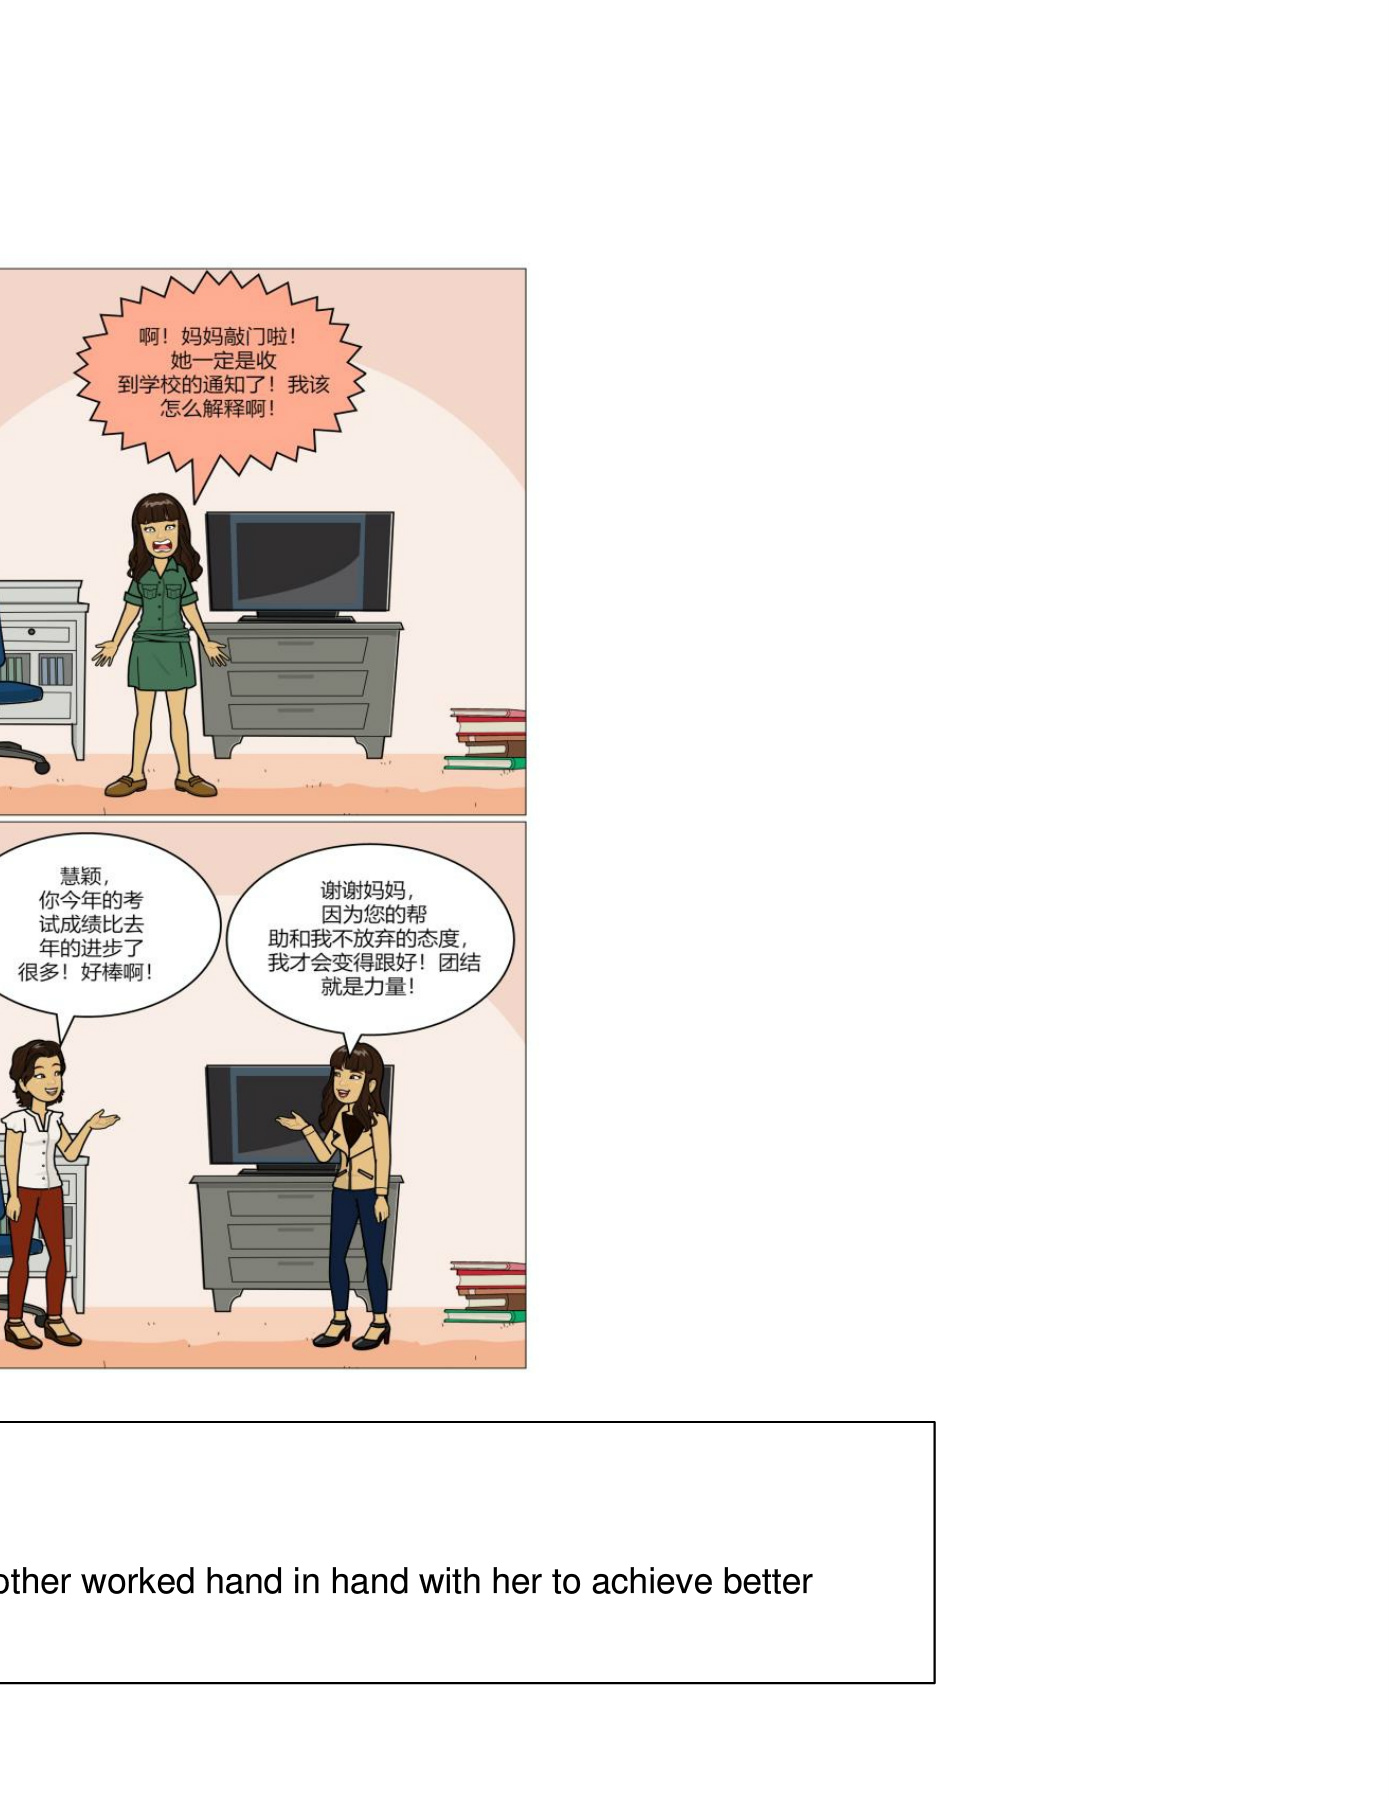 啊！妈妈敲门啦！
她一定是收
到学校的通知了！我该
怎么解释啊！
慧颖，
你今年的考
试成绩比去
年的进步了
很多！好棒啊！
谢谢妈妈，
因为您的帮
助和我不放弃的态度，
我才会变得跟好！团结
就是力量！
other worked hand in hand with her to achieve better